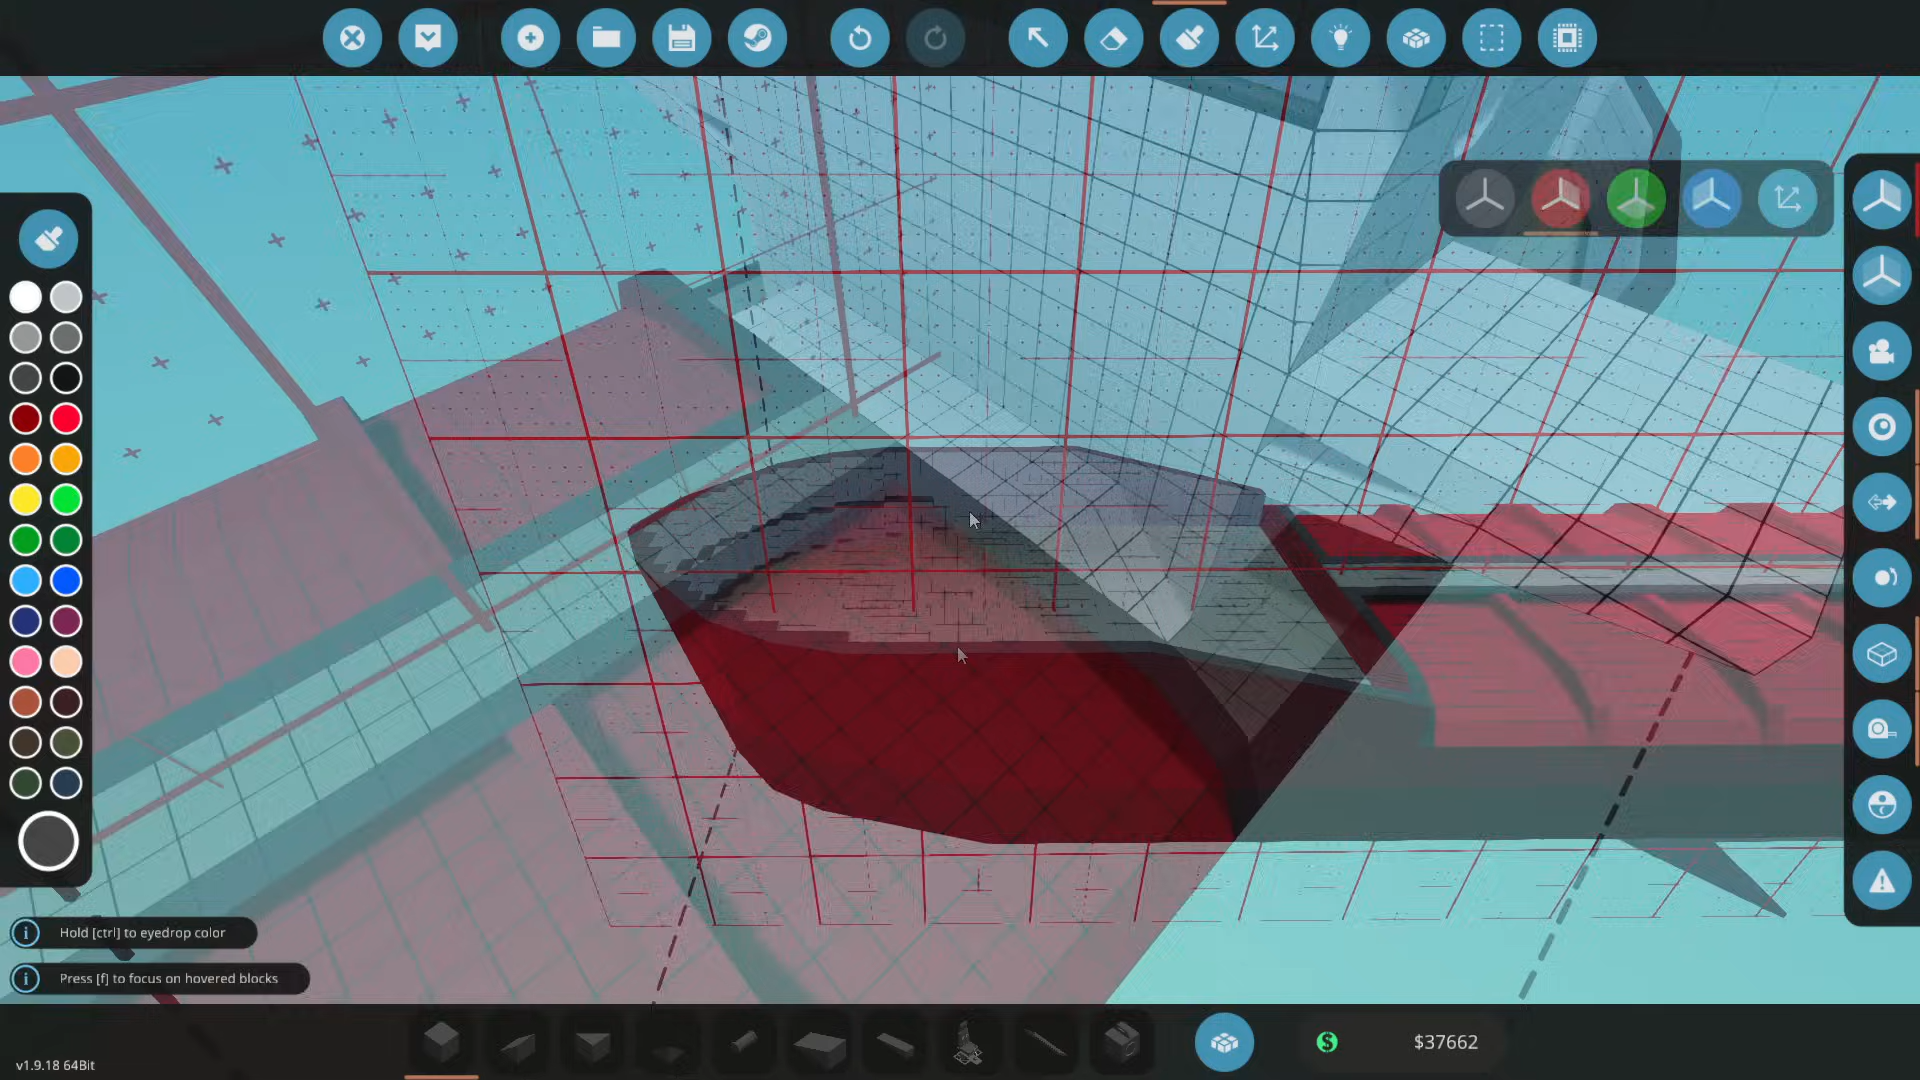 Hold [ctrl] to eyedrop color
Press [f] to focus on hovered blocks
v1.9.18 64Bit
$37662